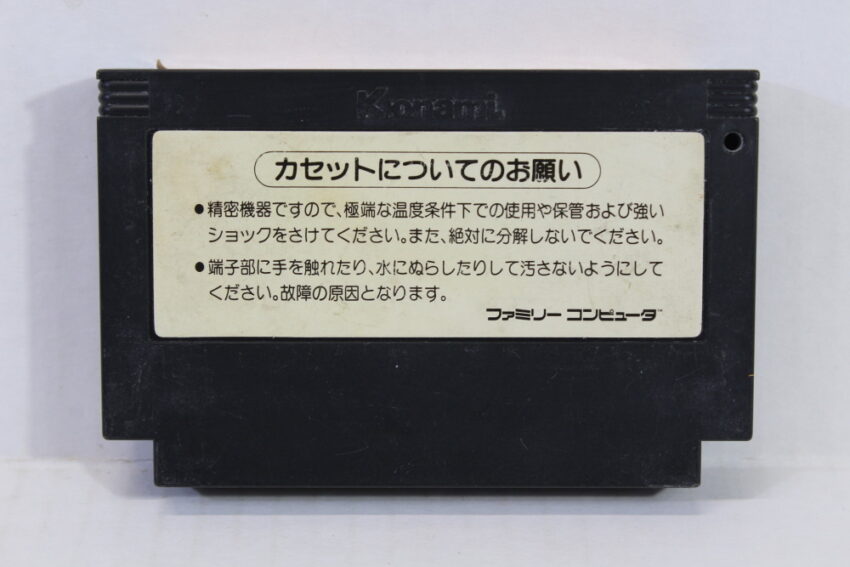 Konami
カセットについてのお願い
●精密機器ですので、極端な温度条件下での使用や保管および強い
ショックをさけてください。また、絶対に分解しないでください。
●端子部に手を触れたり、水にぬらしたりして汚さないようにして
ください。故障の原因となります。
ファミリー コンピュータ™